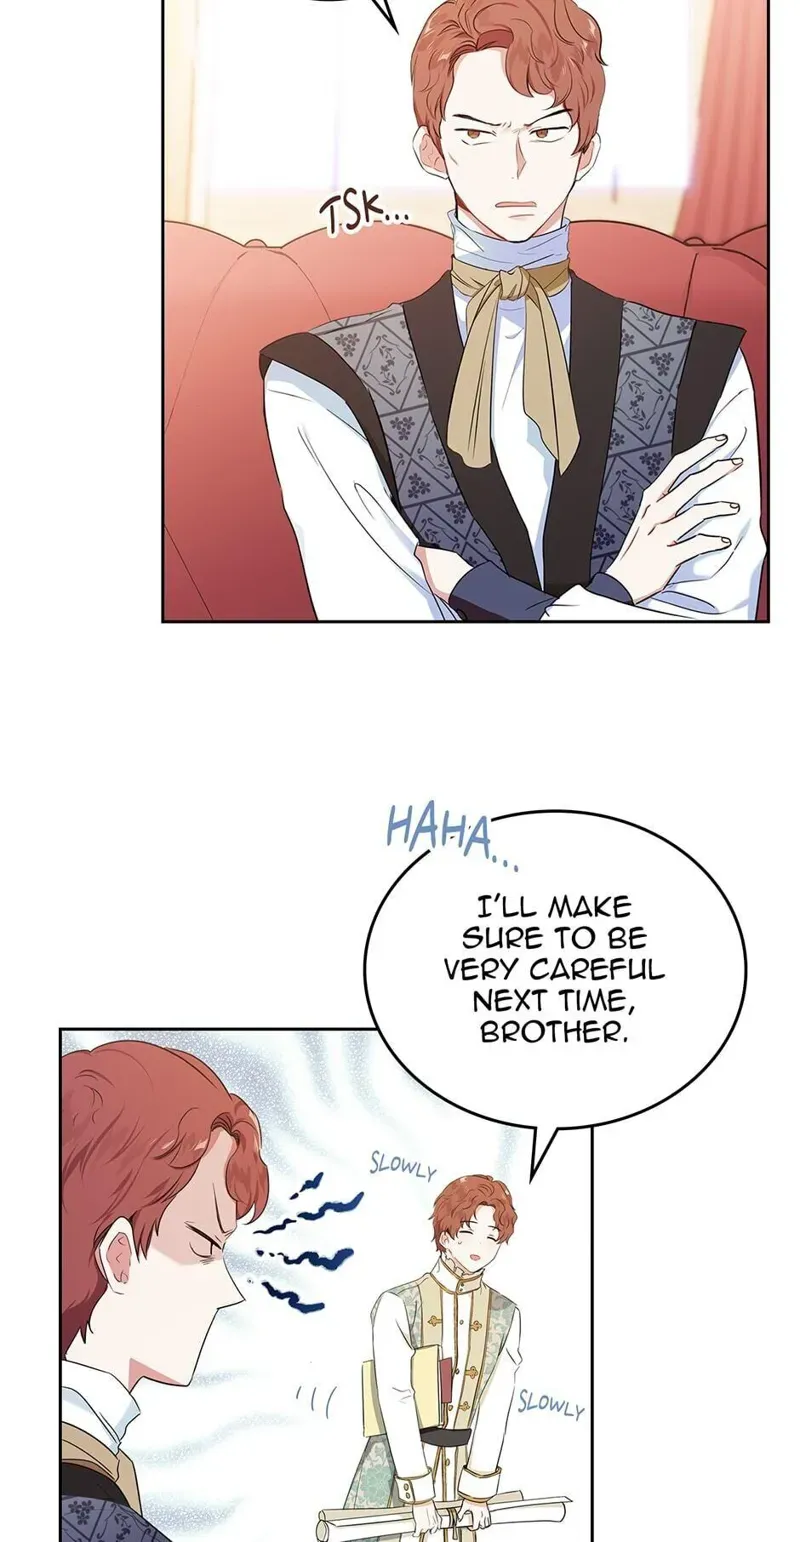 TSK...
HAHA...
I'LL MAKE
SURE TO BE
VERY CAREFUL
NEXT TIME,
BROTHER.
SLOWLY
SLOWLY